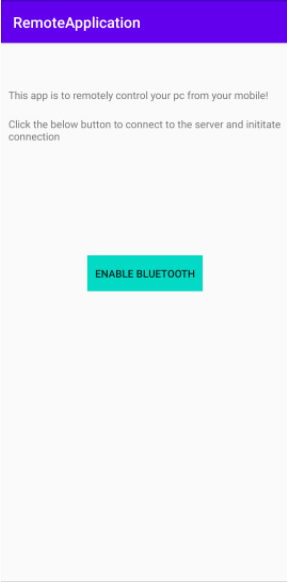 RemoteApplication
This app is to remotely control your pc from your mobile!
Click the below button to connect to the server and inititate
connection
ENABLE BLUETOOTH